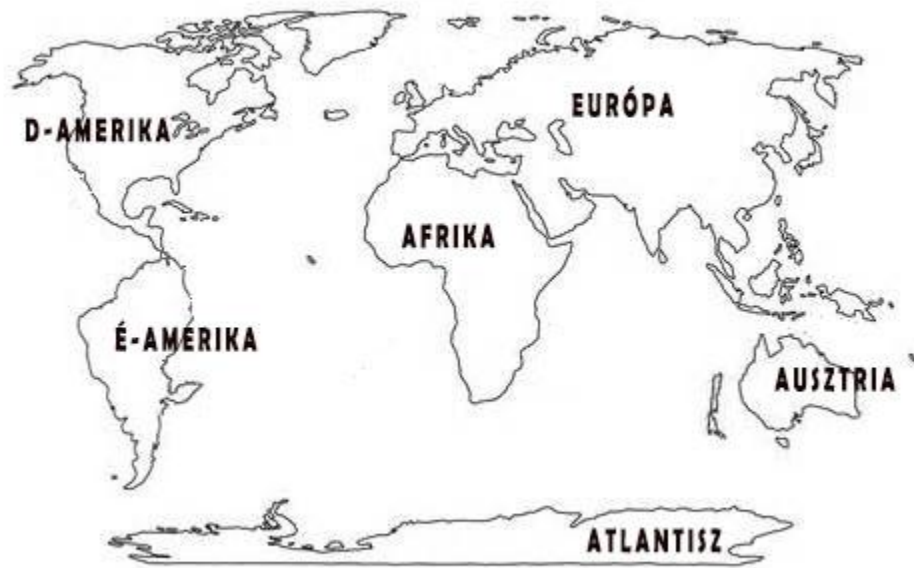 D-AMERIKA
EURÓPA
AFRIKA
É-AMERIKA
AUSZTRIA
ATLANTISZ